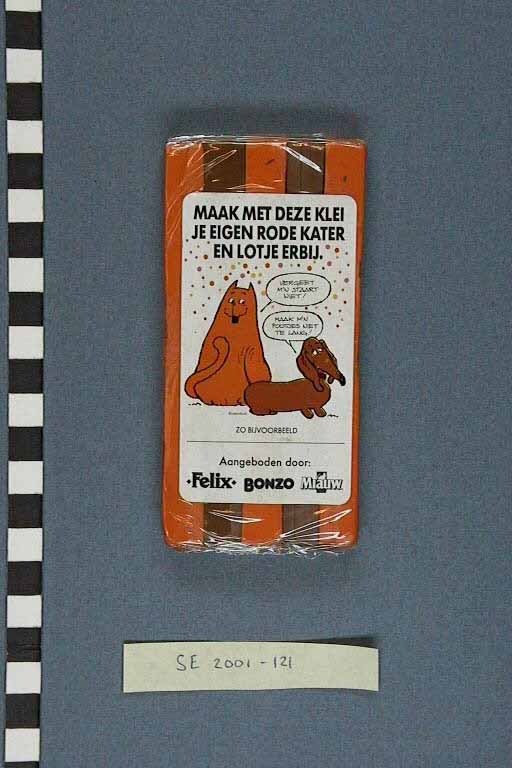 MAAK MET DEZE KLEI
JE EIGEN RODE KATER
EN LOTJE ERBIJ.
VERGEET
M'N STAART
NIET!
MAAK M'N
POOTJES NIET
TE LANG!
ZO BIJVOORBEELD
Aangeboden door:
•Felix• BONZO Miauw
SE 2001-121